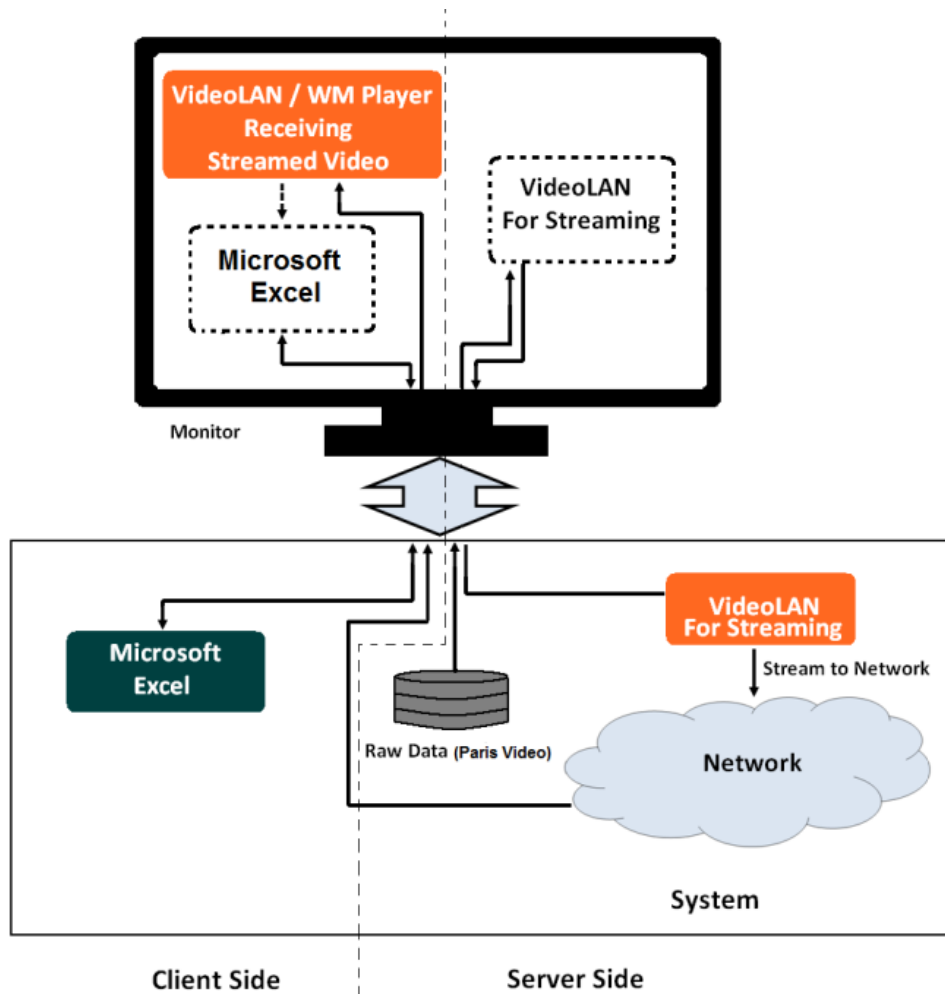 VideoLAN / WM Player
Receiving
Streamed Video
VideoLAN
For Streaming
Microsoft
Excel
Monitor
VideoLAN
For Streaming
Microsoft
Excel
Stream to Network
Raw Data (Paris Video)
Network
System
Client Side
Server Side